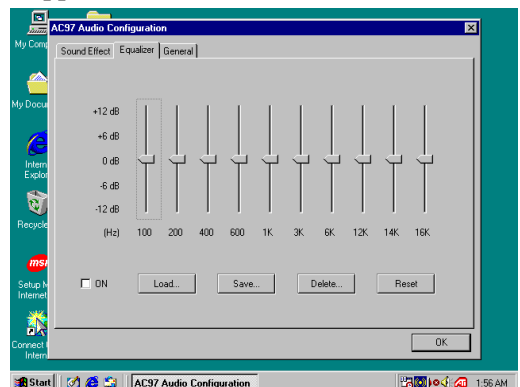 AC97 Audio Configuration
My Comp
Sound Effect Equalizer General
My Docu
+12 dB
+6 dB
0 dB
-6 dB
-12 dB
(Hz) 100 200 400 600 1K 3K 6K 12K 14K 16K
Intern
Explor
Recycle
msi
Setup M
Internet
ON Load... Save... Delete... Reset
OK
Connect
Intern
Start AC97 Audio Configuration 1:56 AM